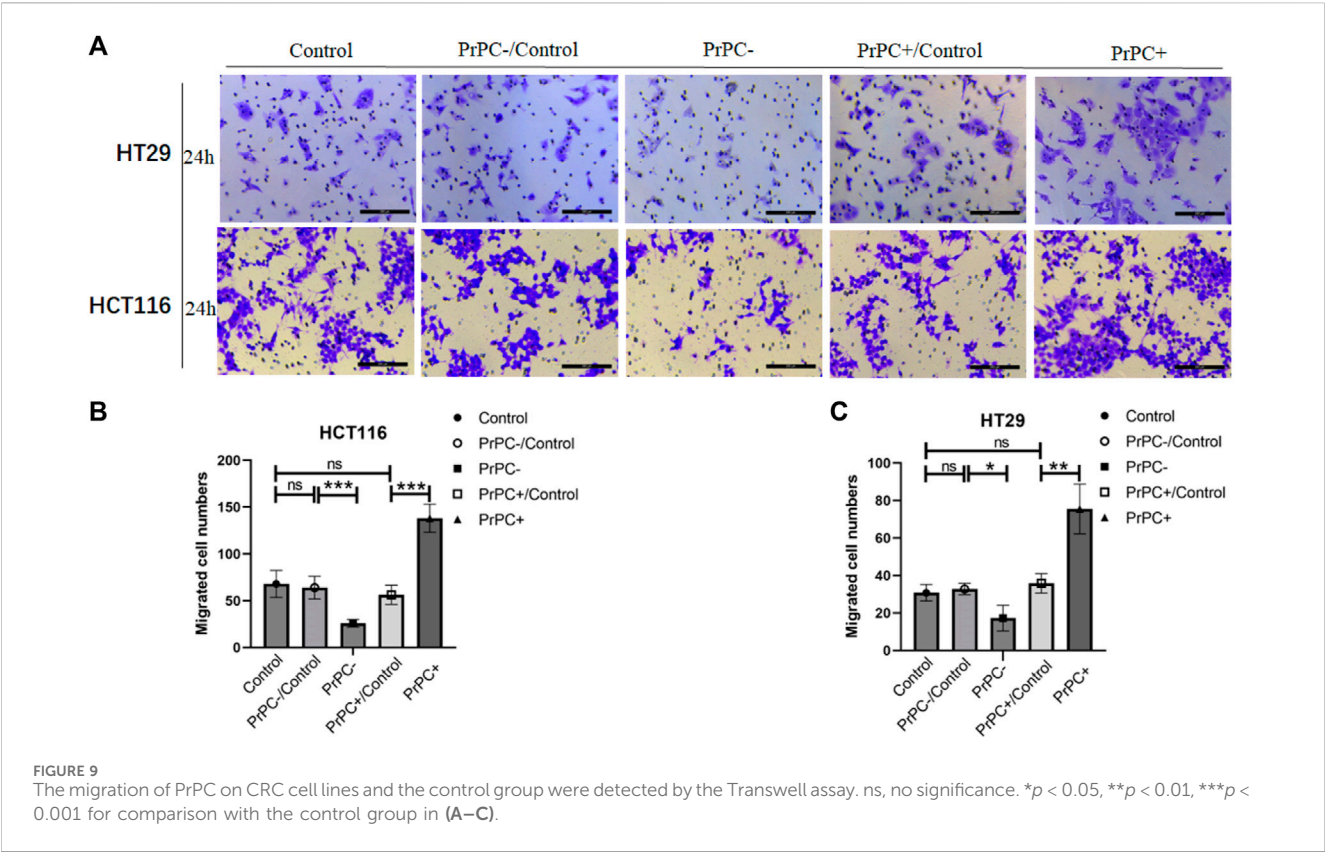 A
Control PrPC-/Control PrPC- PrPC+/Control PrPC+
HT29 24h
HCT116 24h
B
HCT116
Control
PrPC-/Control
PrPC-
PrPC+/Control
PrPC+
ns
ns *** ***
Migrated cell numbers
200
150
100
50
0
Control PrPC-/Control PrPC- PrPC+/Control PrPC+
C
HT29
Control
PrPC-/Control
PrPC-
PrPC+/Control
PrPC+
ns
ns * **
Migrated cell numbers
100
80
60
40
20
0
Control PrPC-/Control PrPC- PrPC+/Control PrPC+
FIGURE 9
The migration of PrPC on CRC cell lines and the control group were detected by the Transwell assay. ns, no significance. *p < 0.05, **p < 0.01, ***p <
0.001 for comparison with the control group in (A–C).